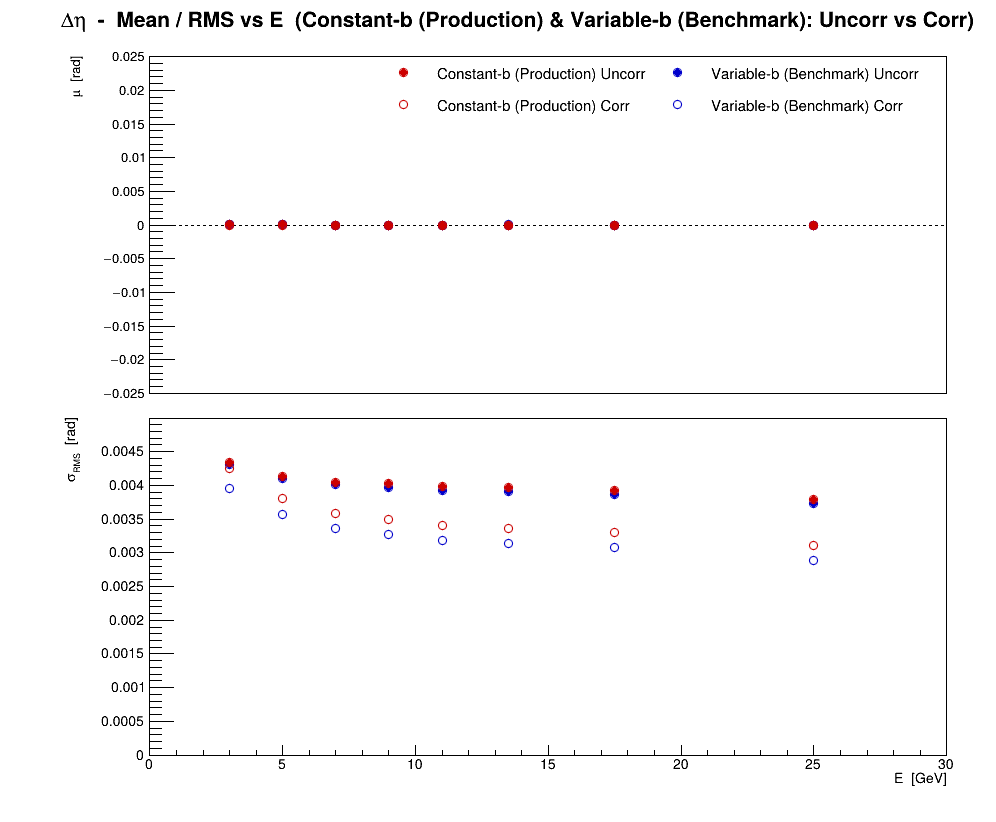 Δη - Mean / RMS vs E (Constant-b (Production) & Variable-b (Benchmark): Uncorr vs Corr)
μ [rad]
Constant-b (Production) Uncorr
Variable-b (Benchmark) Uncorr
Constant-b (Production) Corr
Variable-b (Benchmark) Corr
0.025
0.02
0.015
0.01
0.005
0
−0.005
−0.01
−0.015
−0.02
−0.025
σRMS [rad]
0.0045
0.004
0.0035
0.003
0.0025
0.002
0.0015
0.001
0.0005
0
0 5 10 15 20 25 30
E [GeV]